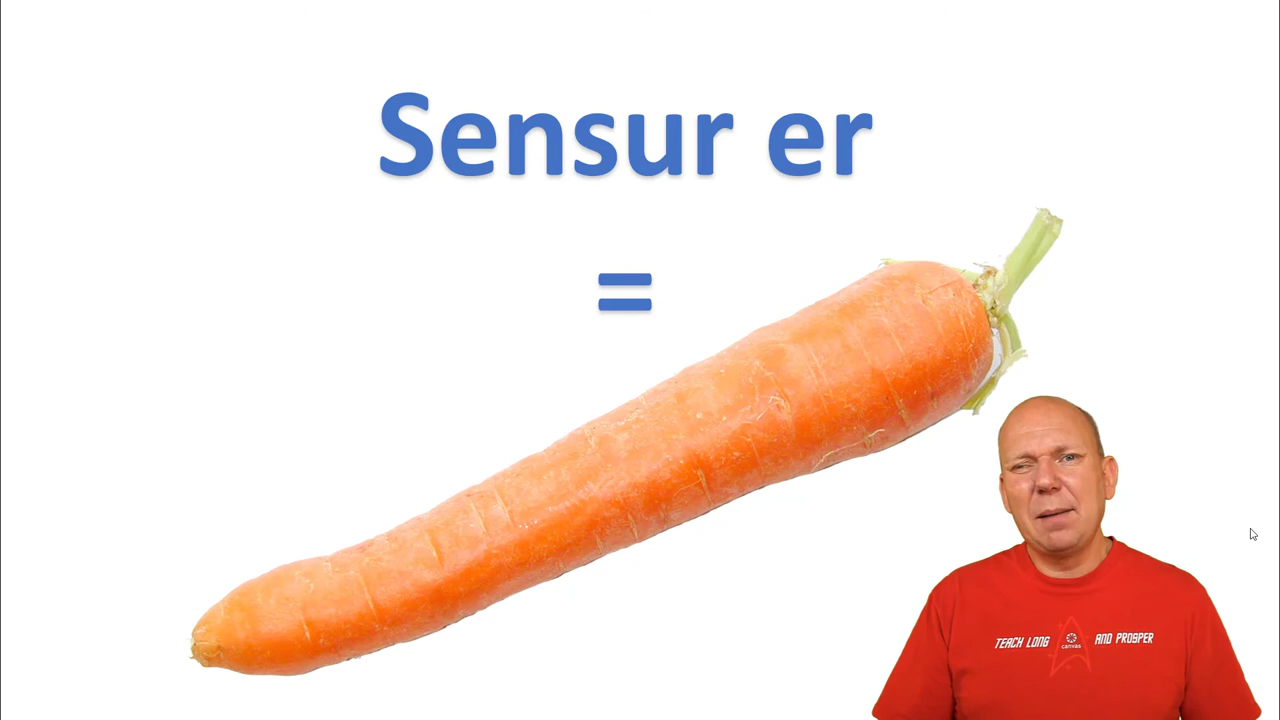 Sensur er
=
TEACH LONG AND PROSPER
canvas